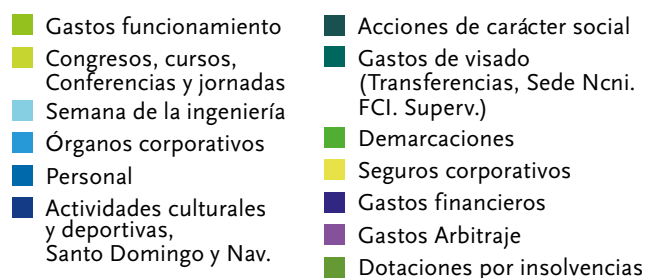 Gastos funcionamiento
Congresos, cursos,
Conferencias y jornadas
Semana de la ingeniería
Órganos corporativos
Personal
Actividades culturales
y deportivas,
Santo Domingo y Nav.
Acciones de carácter social
Gastos de visado
(Transferencias, Sede Ncni.
FCI. Superv.)
Demarcaciones
Seguros corporativos
Gastos financieros
Gastos Arbitraje
Dotaciones por insolvencias